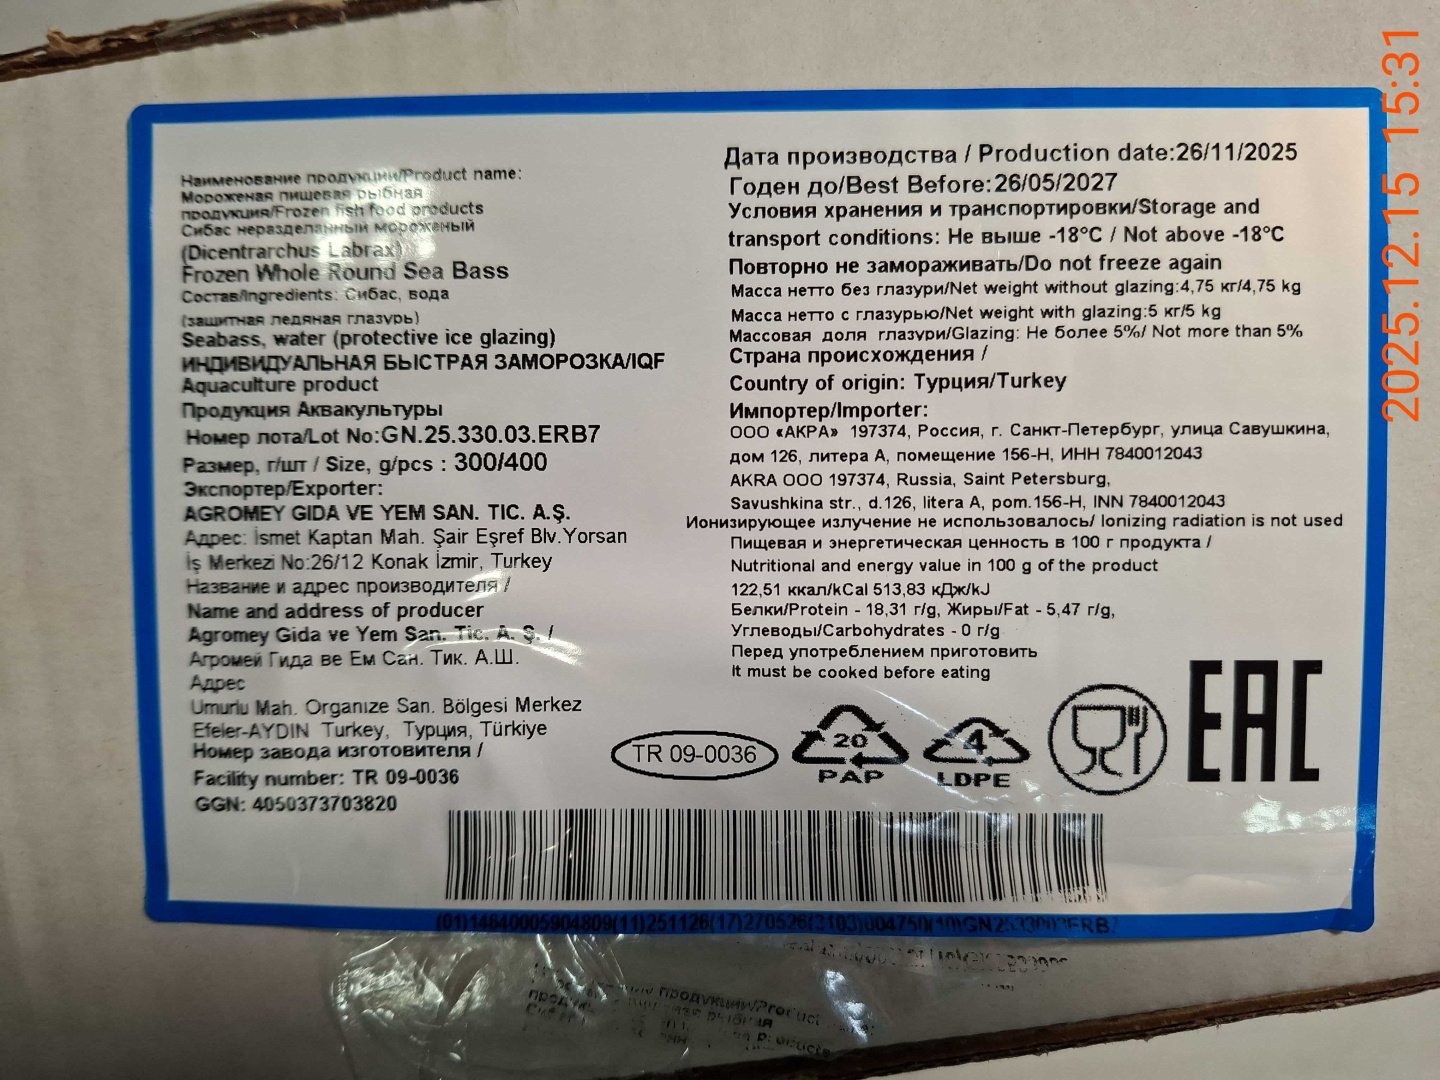 Наименование продукции/Product name:
Мороженая пищевая рыбная
продукция/Frozen fish food products
Сибас неразделанный мороженый
(Dicentrarchus Labrax)
Frozen Whole Round Sea Bass
Состав/Ingredients: Сибас, вода
(защитная ледяная глазурь)
Seabass, water (protective ice glazing)
ИНДИВИДУАЛЬНАЯ БЫСТРАЯ ЗАМОРОЗКА/IQF
Aquaculture product
Продукция Аквакультуры
Номер лота/Lot No:GN.25.330.03.ERB7
Размер, г/шт / Size, g/pcs : 300/400
Экспортер/Exporter:
AGROMEY GIDA VE YEM SAN. TIC. A.Ş.
Адрес: İsmet Kaptan Mah. Şair Eşref Blv.Yorsan
İş Merkezi No:26/12 Konak İzmir, Turkey
Название и адрес производителя /
Name and address of producer
Agromey Gida ve Yem San. Tic. A. Ş. /
Агромей Гида ве Ем Сан. Тик. А.Ш.
Адрес
Umurlu Mah. Organize San. Bölgesi Merkez
Efeler-AYDIN Turkey, Турция, Türkiye
Номер завода изготовителя /
Facility number: TR 09-0036
GGN: 4050373703820
Дата производства / Production date:26/11/2025
Годен до/Best Before:26/05/2027
Условия хранения и транспортировки/Storage and
transport conditions: Не выше -18°C / Not above -18°C
Повторно не замораживать/Do not freeze again
Масса нетто без глазури/Net weight without glazing:4,75 кг/4,75 kg
Масса нетто с глазурью/Net weight with glazing:5 кг/5 kg
Массовая доля глазури/Glazing: Не более 5%/ Not more than 5%
Страна происхождения /
Country of origin: Турция/Turkey
Импортер/Importer:
ООО «АКРА» 197374, Россия, г. Санкт-Петербург, улица Савушкина,
дом 126, литера А, помещение 156-Н, ИНН 7840012043
AKRA OOO 197374, Russia, Saint Petersburg,
Savushkina str., d.126, litera A, pom.156-H, INN 7840012043
Ионизирующее излучение не использовалось/ Ionizing radiation is not used
Пищевая и энергетическая ценность в 100 г продукта /
Nutritional and energy value in 100 g of the product
122,51 ккал/kCal 513,83 кДж/kJ
Белки/Protein - 18,31 г/g, Жиры/Fat - 5,47 г/g,
Углеводы/Carbohydrates - 0 г/g
Перед употреблением приготовить
It must be cooked before eating
TR 09-0036
20
PAP
4
LDPE
EAC
(01)14640005904809(11)251126(17)270526(3103)004750(10)GN2533003ERB
продукции/Product
рыбная
products
2025.12.15 15:31